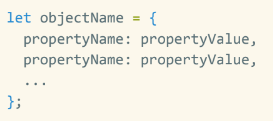 let objectName = {
  propertyName: propertyValue,
  propertyName: propertyValue,
  ...
};